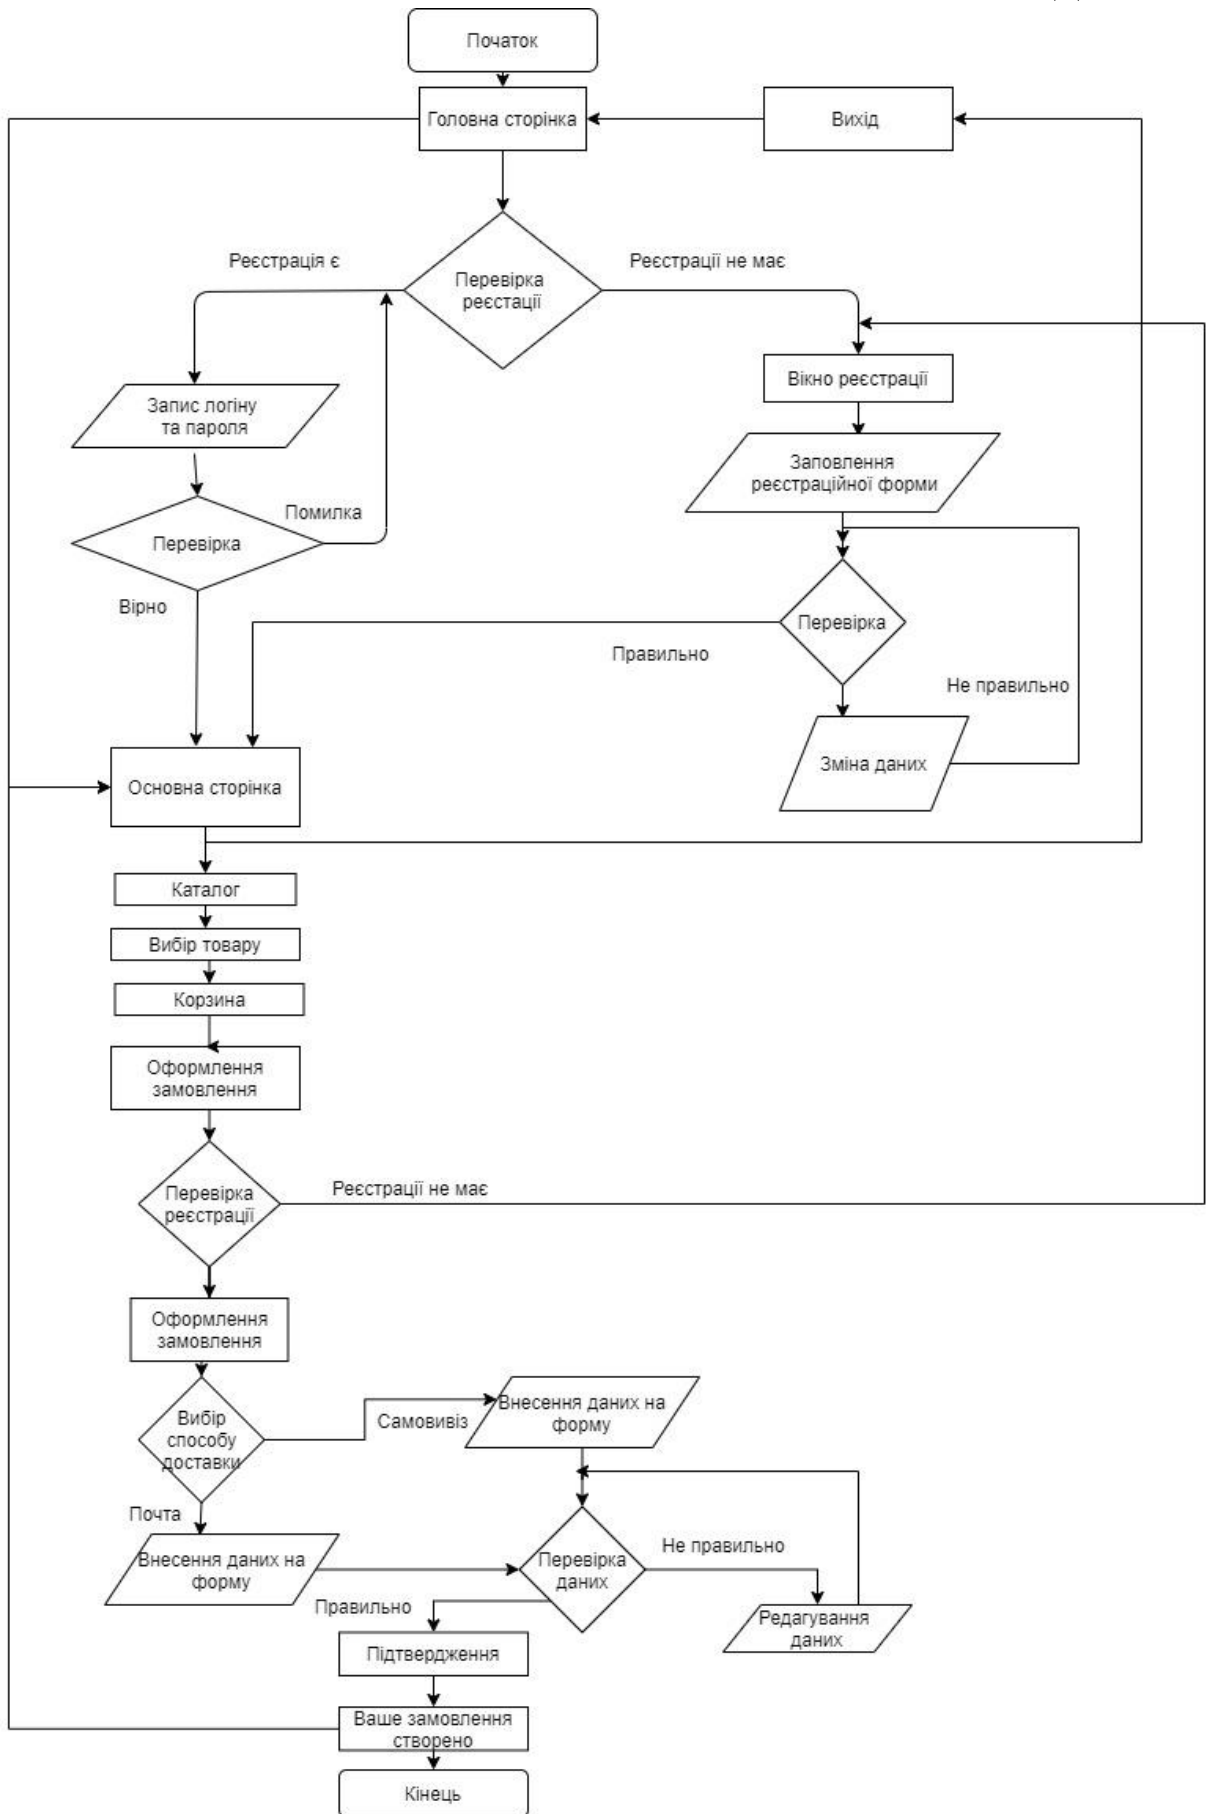 Початок
Головна сторінка
Вихід
Реєстрація є
Реєстрації не має
Перевірка
реєстації
Вікно реєстрації
Запис логіну
та пароля
Заповлення
реєстраційної форми
Помилка
Перевірка
Вірно
Перевірка
Правильно
Не правильно
Зміна даних
Основна сторінка
Каталог
Вибір товару
Корзина
Оформлення
замовлення
Перевірка
реєстрації
Реєстрації не має
Оформлення
замовлення
Вибір
способу
доставки
Самовивіз
Внесення даних на
форму
Почта
Внесення даних на
форму
Перевірка
даних
Не правильно
Правильно
Редагування
даних
Підтвердження
Ваше замовлення
створено
Кінець